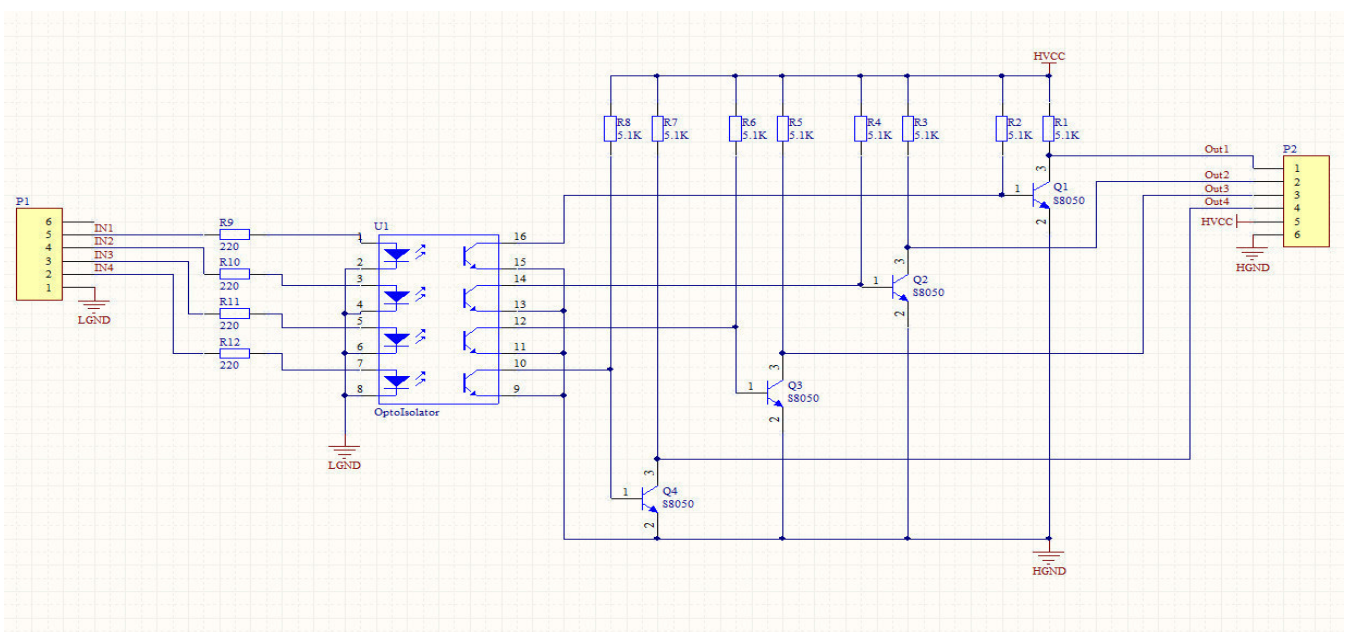 HVCC
R8
5.1K
R7
5.1K
R6
5.1K
R5
5.1K
R4
5.1K
R3
5.1K
R2
5.1K
R1
5.1K
P1
6
5
4
3
2
1
IN1
IN2
IN3
IN4
LGND
R9
220
R10
220
R11
220
R12
220
U1
1
2
3
4
5
6
7
8
16
15
14
13
12
11
10
9
OptoIsolator
LGND
3
1
2
Q1
S8050
3
1
2
Q2
S8050
3
1
2
Q3
S8050
3
1
2
Q4
S8050
HGND
Out1
Out2
Out3
Out4
HVCC
P2
1
2
3
4
5
6
HGND